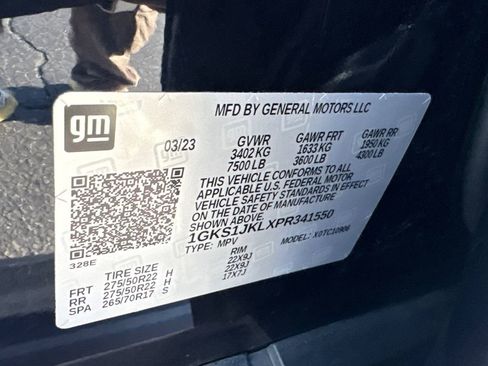 gm
MFD BY GENERAL MOTORS LLC
03/23 GVWR GAWR FRT GAWR RR
3402 KG 1633 KG 1950 KG
7500 LB 3600 LB 4300 LB
THIS VEHICLE CONFORMS TO ALL
APPLICABLE U.S. FEDERAL MOTOR
VEHICLE SAFETY STANDARDS IN EFFECT
ON THE DATE OF MANUFACTURE
SHOWN ABOVE.
1GKS1JKLXPR341550
TYPE: MPV MODEL: X0TC10906
328E
TIRE SIZE RIM
FRT 275/50R22 H 22X9J
RR 275/50R22 H 22X9J
SPA 265/70R17 S 17X7J